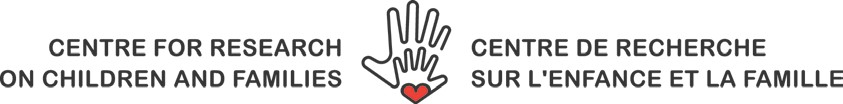 CENTRE FOR RESEARCH
ON CHILDREN AND FAMILIES
CENTRE DE RECHERCHE
SUR L'ENFANCE ET LA FAMILLE